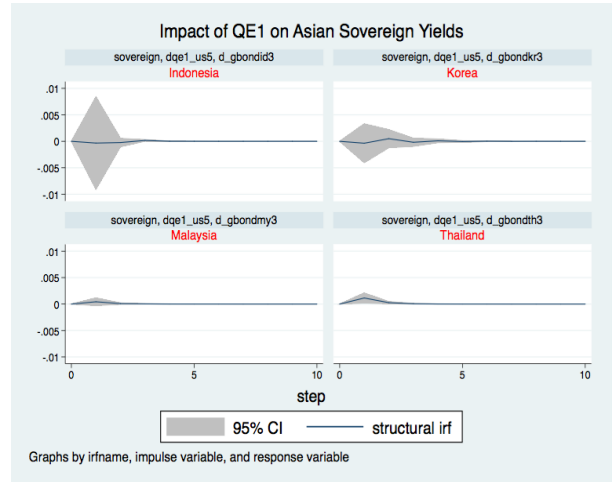 Impact of QE1 on Asian Sovereign Yields
sovereign, dqe1_us5, d_gbondid3
Indonesia
sovereign, dqe1_us5, d_gbondkr3
Korea
.01
.005
0
-.005
-.01
sovereign, dqe1_us5, d_gbondmy3
Malaysia
sovereign, dqe1_us5, d_gbondth3
Thailand
.01
.005
0
-.005
-.01
0 5 10 0 5 10
step
95% CI structural irf
Graphs by irfname, impulse variable, and response variable